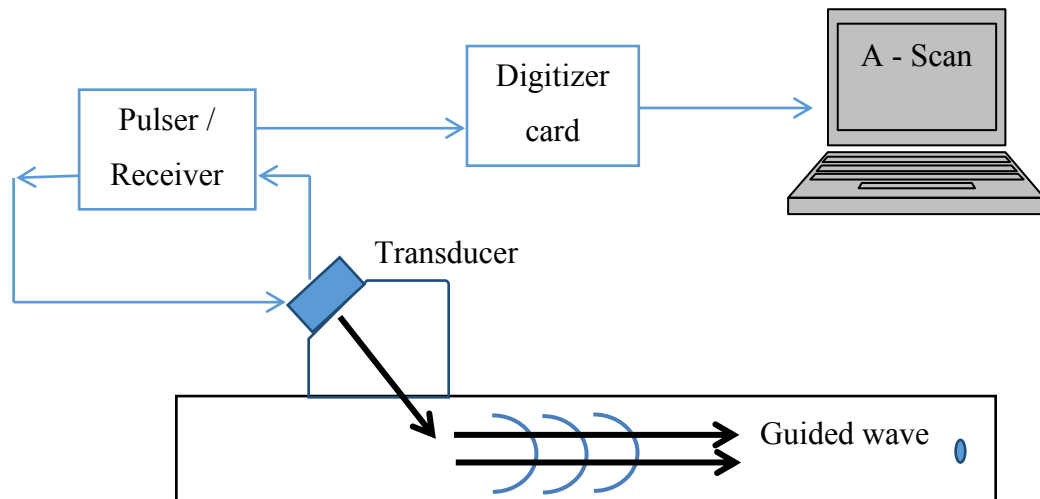 Pulser /
Receiver
Digitizer
card
A - Scan
Transducer
Guided wave